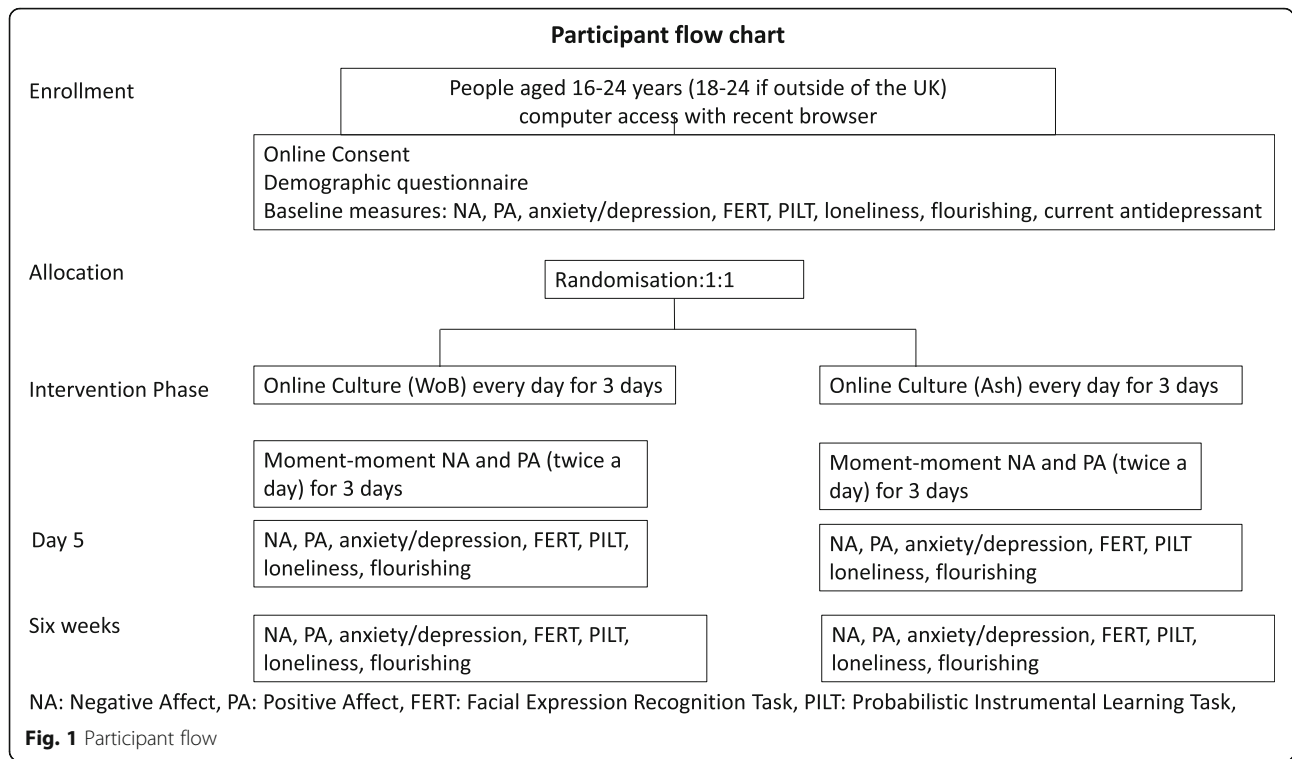 Participant flow chart
Enrollment
People aged 16-24 years (18-24 if outside of the UK)
computer access with recent browser
Online Consent
Demographic questionnaire
Baseline measures: NA, PA, anxiety/depression, FERT, PILT, loneliness, flourishing, current antidepressant
Allocation
Randomisation:1:1
Intervention Phase
Online Culture (WoB) every day for 3 days
Online Culture (Ash) every day for 3 days
Moment-moment NA and PA (twice a
day) for 3 days
Moment-moment NA and PA (twice a
day) for 3 days
Day 5
NA, PA, anxiety/depression, FERT, PILT,
loneliness, flourishing
NA, PA, anxiety/depression, FERT, PILT
loneliness, flourishing
Six weeks
NA, PA, anxiety/depression, FERT, PILT,
loneliness, flourishing
NA, PA, anxiety/depression, FERT, PILT,
loneliness, flourishing
NA: Negative Affect, PA: Positive Affect, FERT: Facial Expression Recognition Task, PILT: Probabilistic Instrumental Learning Task,
Fig. 1 Participant flow